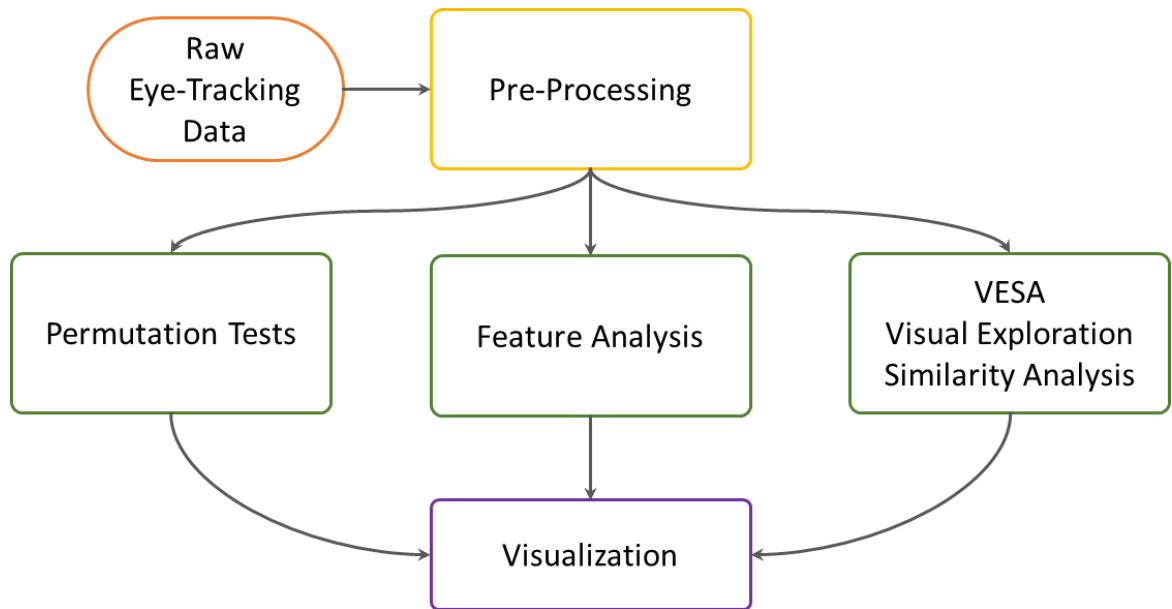 Raw
Eye-Tracking
Data
Pre-Processing
Permutation Tests
Feature Analysis
VESA
Visual Exploration
Similarity Analysis
Visualization